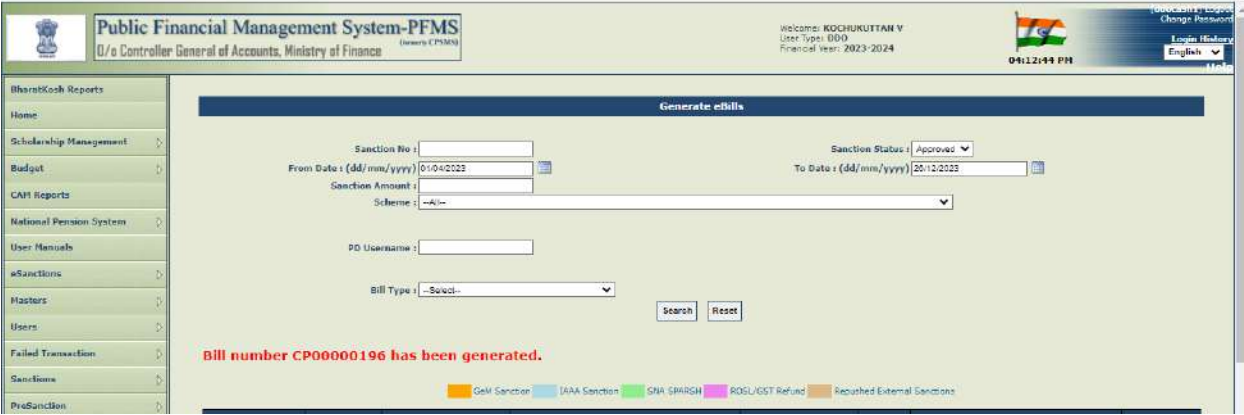 Public Financial Management System-PFMS
(formerly CPSMS)
O/o Controller General of Accounts, Ministry of Finance
Welcome: KOCHUKUTTAN V
User Type: DDO
Financial Year: 2023-2024
04:12:44 PM
Logout
Change Password
Login History
English
Help
BharatKosh Reports
Home
Scholarship Management
Budget
CAM Reports
National Pension System
User Manuals
eSanctions
Masters
Users
Failed Transaction
Sanctions
PreSanction
Generate eBills
Sanction No :
Sanction Status : Approved
From Date : (dd/mm/yyyy) 01/04/2023
To Date : (dd/mm/yyyy) 26/12/2023
Sanction Amount :
Scheme : --All--
PD Username :
Bill Type : --Select--
Search Reset
Bill number CP00000196 has been generated.
GeM Sanction IAAA Sanction SNA SPARSH ROSL/GST Refund Repushed External Sanctions